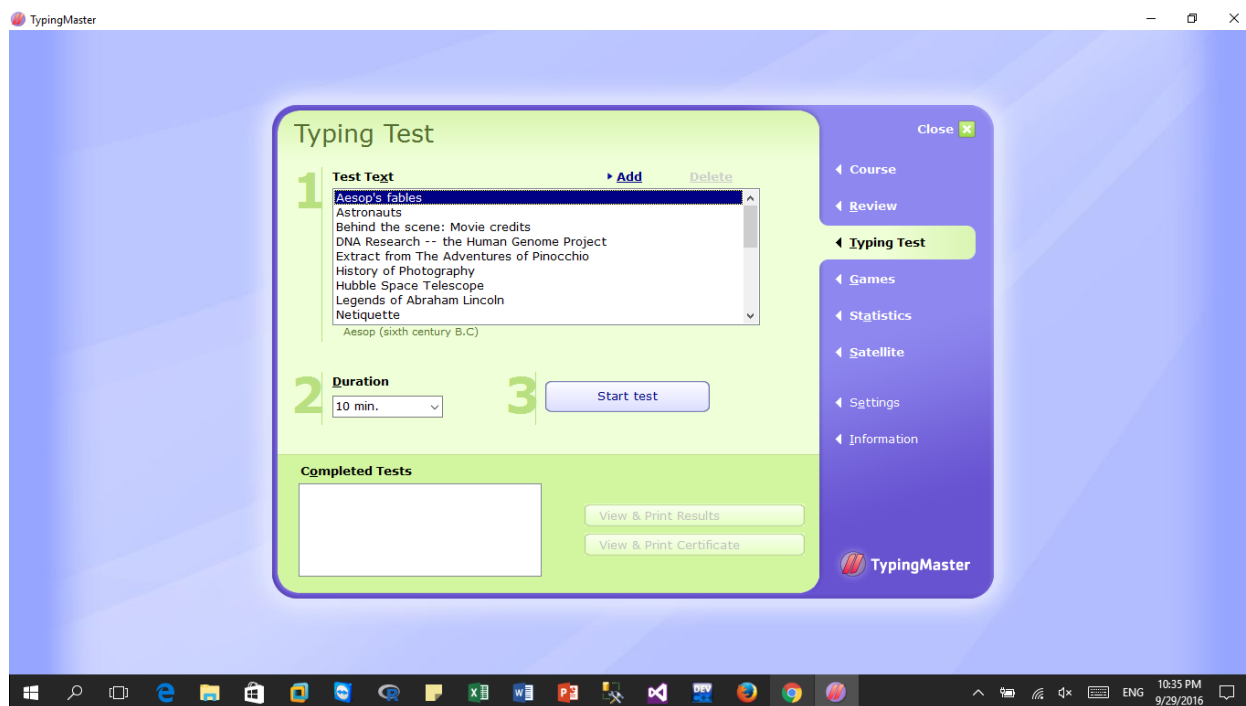 TypingMaster
Typing Test
Close
1
Test Text
Add
Delete
Aesop's fables
Astronauts
Behind the scene: Movie credits
DNA Research -- the Human Genome Project
Extract from The Adventures of Pinocchio
History of Photography
Hubble Space Telescope
Legends of Abraham Lincoln
Netiquette
Aesop (sixth century B.C)
2
Duration
10 min.
3
Start test
Completed Tests
View & Print Results
View & Print Certificate
Course
Review
Typing Test
Games
Statistics
Satellite
Settings
Information
TypingMaster
DEV
ENG
10:35 PM
9/29/2016